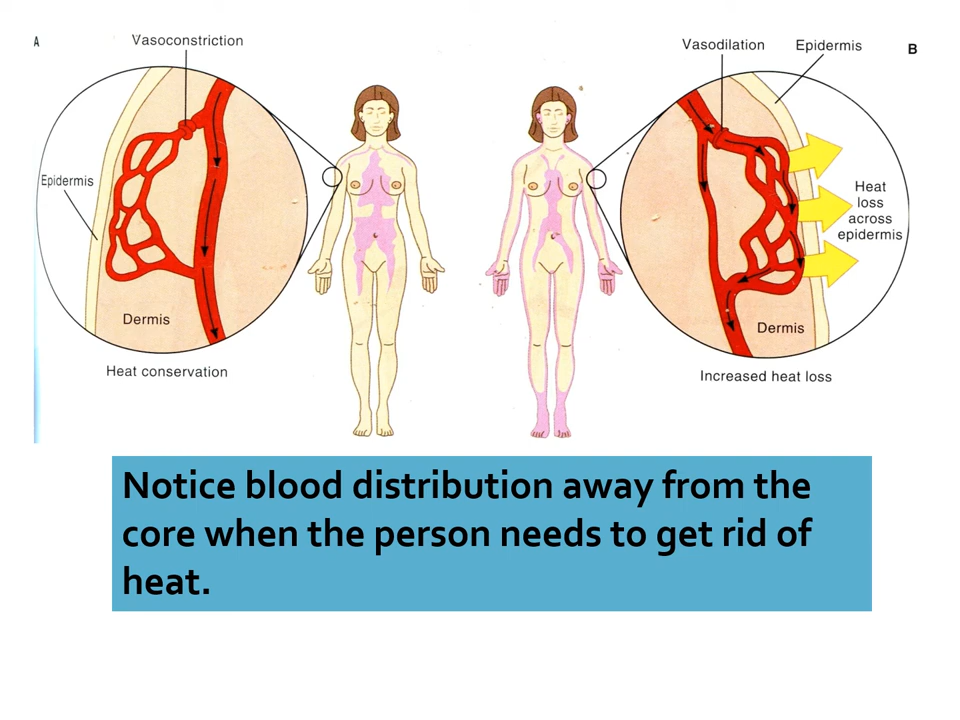 A
Vasoconstriction
Epidermis
Dermis
Heat conservation
Vasodilation
Epidermis
B
Heat
loss
across
epidermis
Dermis
Increased heat loss
Notice blood distribution away from the
core when the person needs to get rid of
heat.